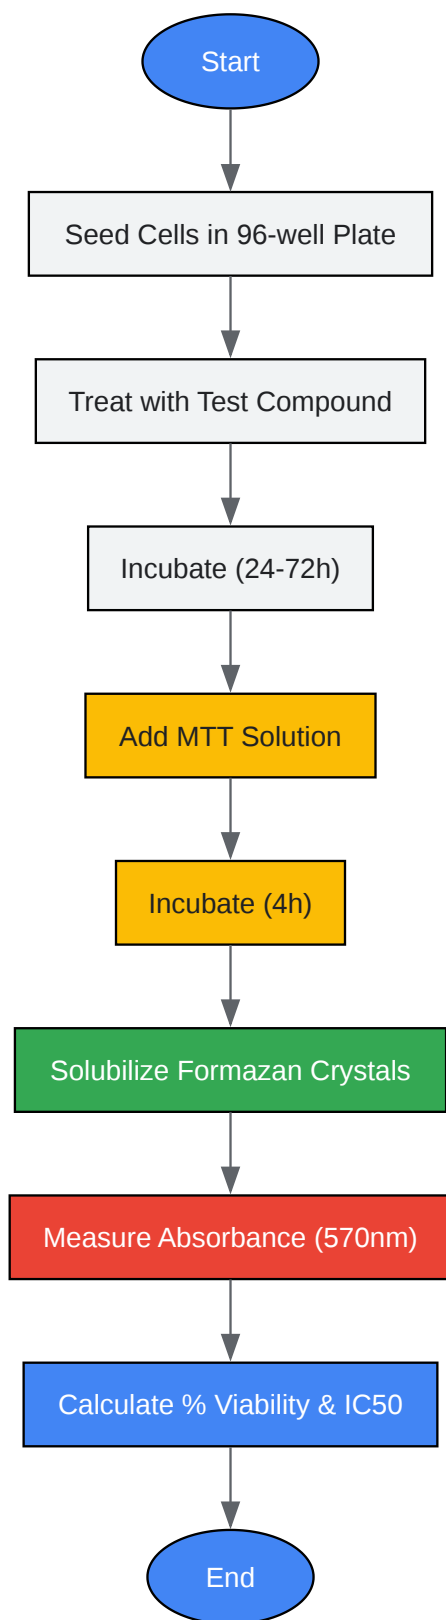 Start
Seed Cells in 96-well Plate
Treat with Test Compound
Incubate (24-72h)
Add MTT Solution
Incubate (4h)
Solubilize Formazan Crystals
Measure Absorbance (570nm)
Calculate % Viability & IC50
End